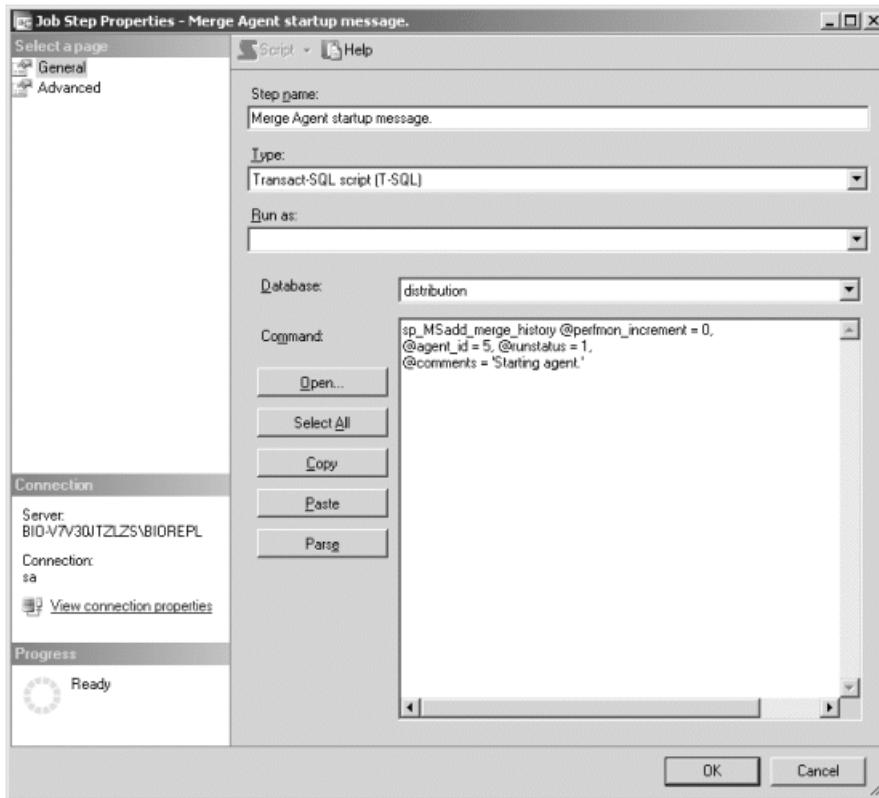 Job Step Properties - Merge Agent startup message.
Select a page
General
Advanced
Script
Help
Step name:
Merge Agent startup message.
Type:
Transact-SQL script (T-SQL)
Run as:
Database:
distribution
Command:
sp_MSadd_merge_history @perfmon_increment = 0,
@agent_id = 5, @runstatus = 1,
@comments = 'Starting agent.'
Open...
Select All
Copy
Paste
Parse
Connection
Server:
BIO-V7V30JTZLZS\BIOREPL
Connection:
sa
View connection properties
Progress
Ready
OK
Cancel